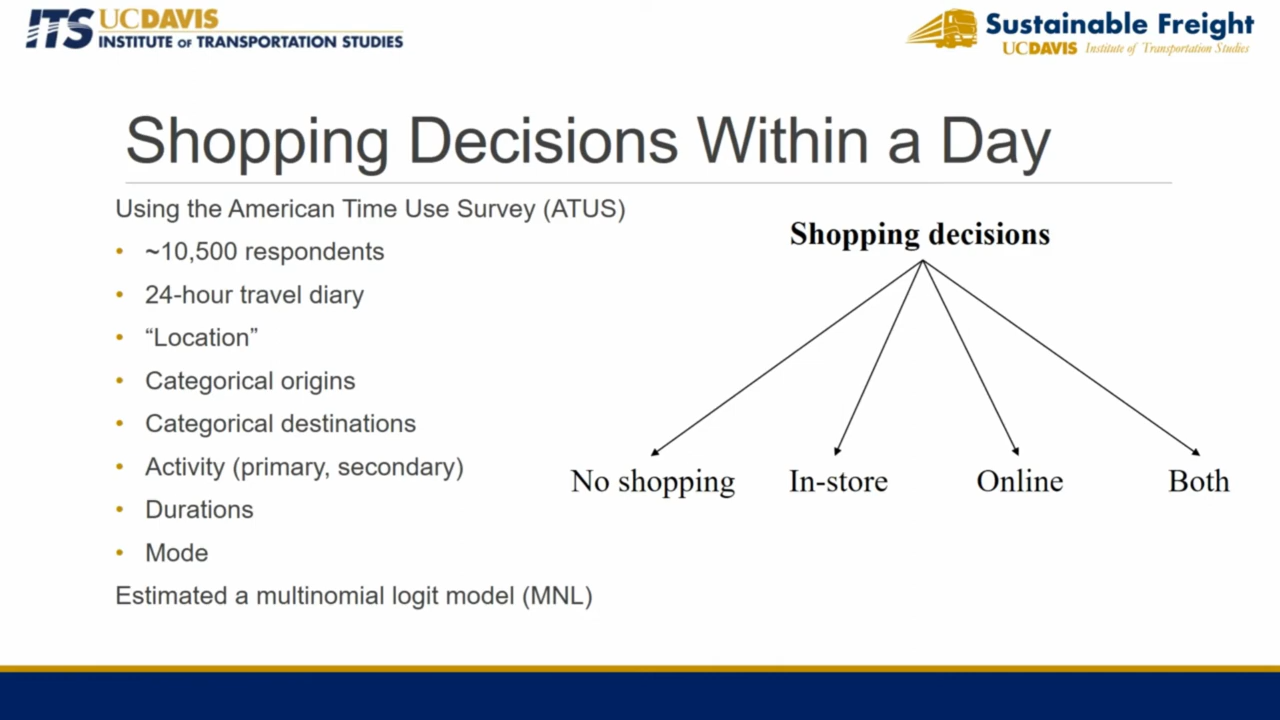 ITS UCDAVIS
INSTITUTE OF TRANSPORTATION STUDIES
Sustainable Freight
UCDAVIS Institute of Transportation Studies
Shopping Decisions Within a Day
Using the American Time Use Survey (ATUS)
• ~10,500 respondents
• 24-hour travel diary
• “Location”
• Categorical origins
• Categorical destinations
• Activity (primary, secondary)
• Durations
• Mode
Estimated a multinomial logit model (MNL)
Shopping decisions
No shopping In-store Online Both